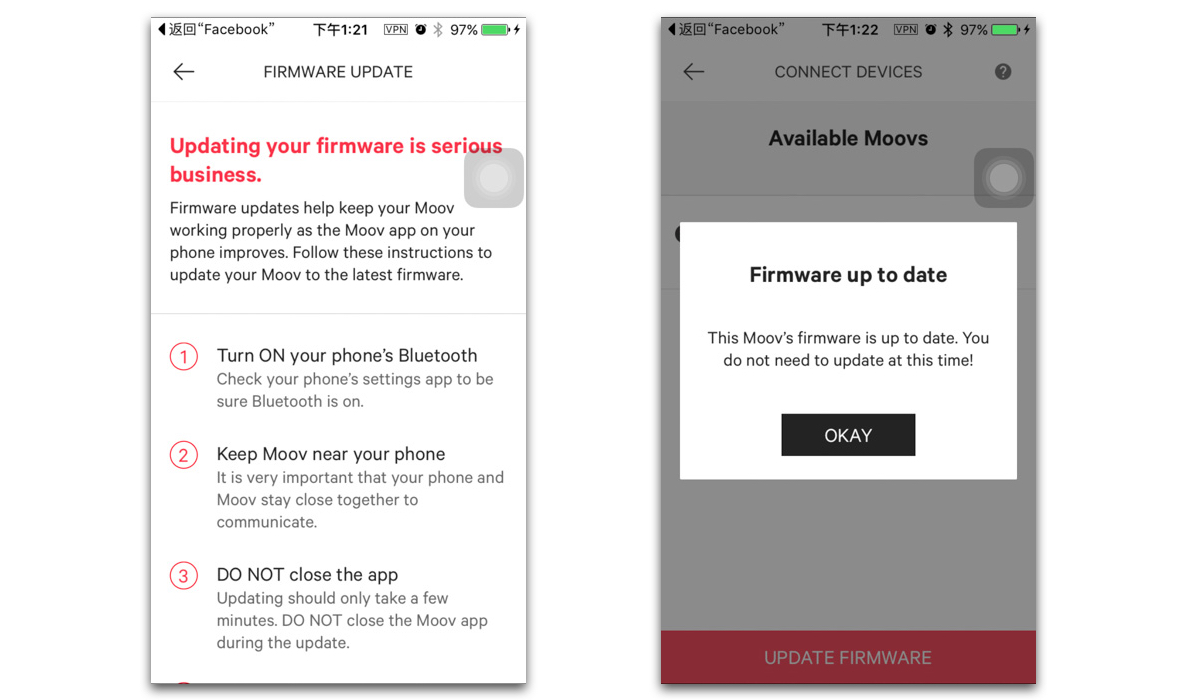 返回“Facebook” 下午1:21 VPN 97%
FIRMWARE UPDATE
Updating your firmware is serious
business.
Firmware updates help keep your Moov
working properly as the Moov app on your
phone improves. Follow these instructions to
update your Moov to the latest firmware.
1 Turn ON your phone’s Bluetooth
Check your phone’s settings app to be
sure Bluetooth is on.
2 Keep Moov near your phone
It is very important that your phone and
Moov stay close together to
communicate.
3 DO NOT close the app
Updating should only take a few
minutes. DO NOT close the Moov app
during the update.
返回“Facebook” 下午1:22 VPN 97%
CONNECT DEVICES ?
Available Moovs
Firmware up to date
This Moov’s firmware is up to date. You
do not need to update at this time!
OKAY
UPDATE FIRMWARE